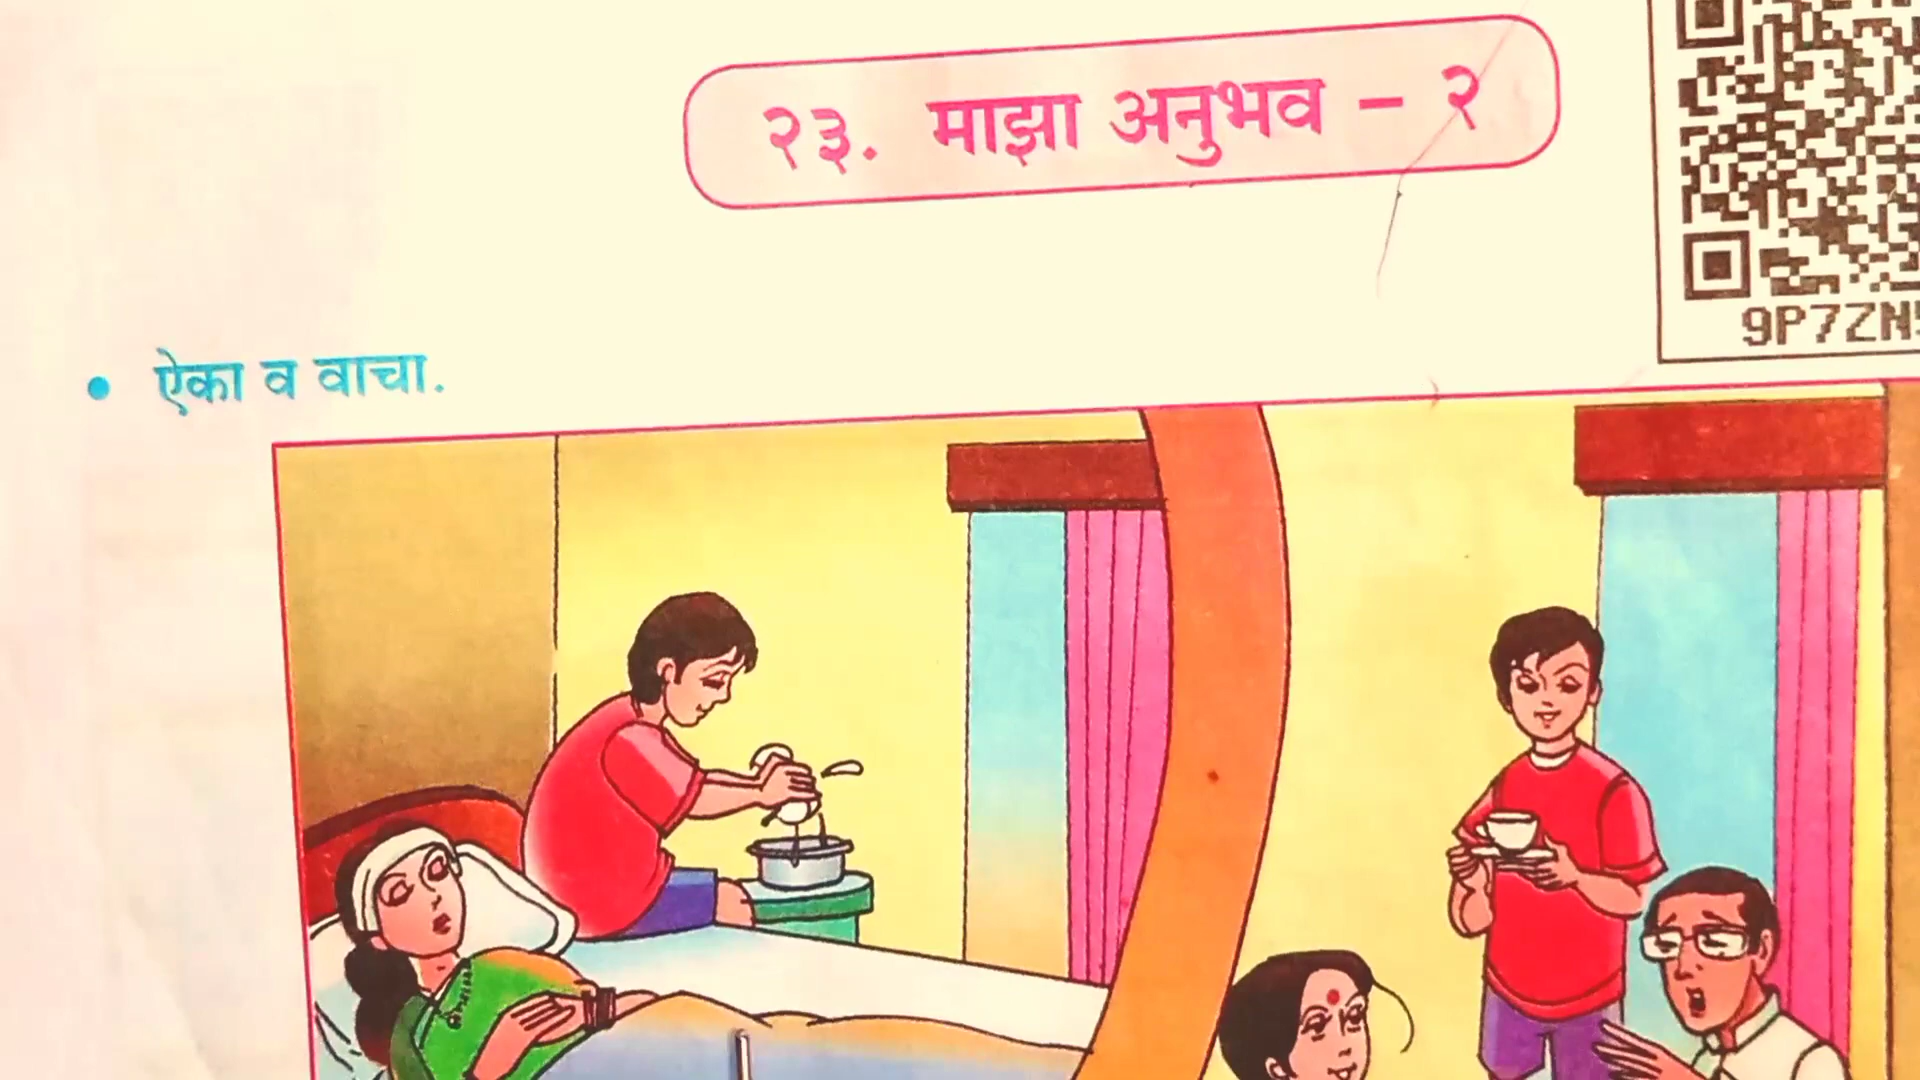 २३. माझा अनुभव - २
9P7ZN
• ऐका व वाचा.